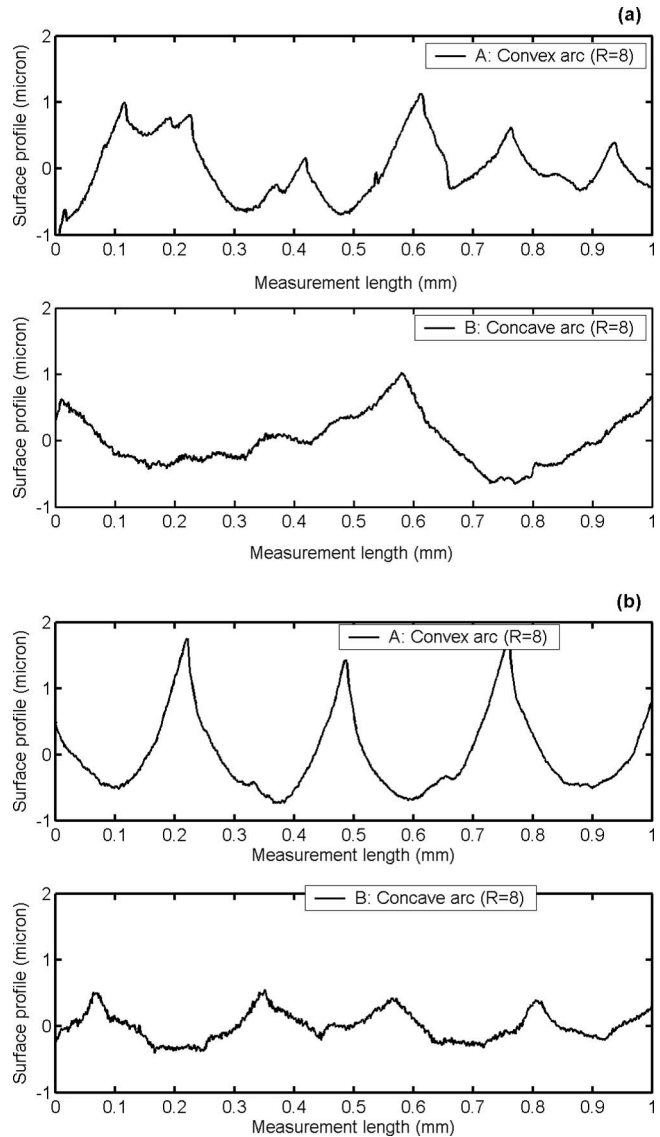 (a)
2
A: Convex arc (R=8)
1
0
-1
Surface profile (micron)
0 0.1 0.2 0.3 0.4 0.5 0.6 0.7 0.8 0.9 1
Measurement length (mm)
2
B: Concave arc (R=8)
1
0
-1
Surface profile (micron)
0 0.1 0.2 0.3 0.4 0.5 0.6 0.7 0.8 0.9 1
Measurement length (mm)
(b)
2
A: Convex arc (R=8)
1
0
-1
Surface profile (micron)
0 0.1 0.2 0.3 0.4 0.5 0.6 0.7 0.8 0.9 1
Measurement length (mm)
2
B: Concave arc (R=8)
1
0
-1
Surface profile (micron)
0 0.1 0.2 0.3 0.4 0.5 0.6 0.7 0.8 0.9 1
Measurement length (mm)